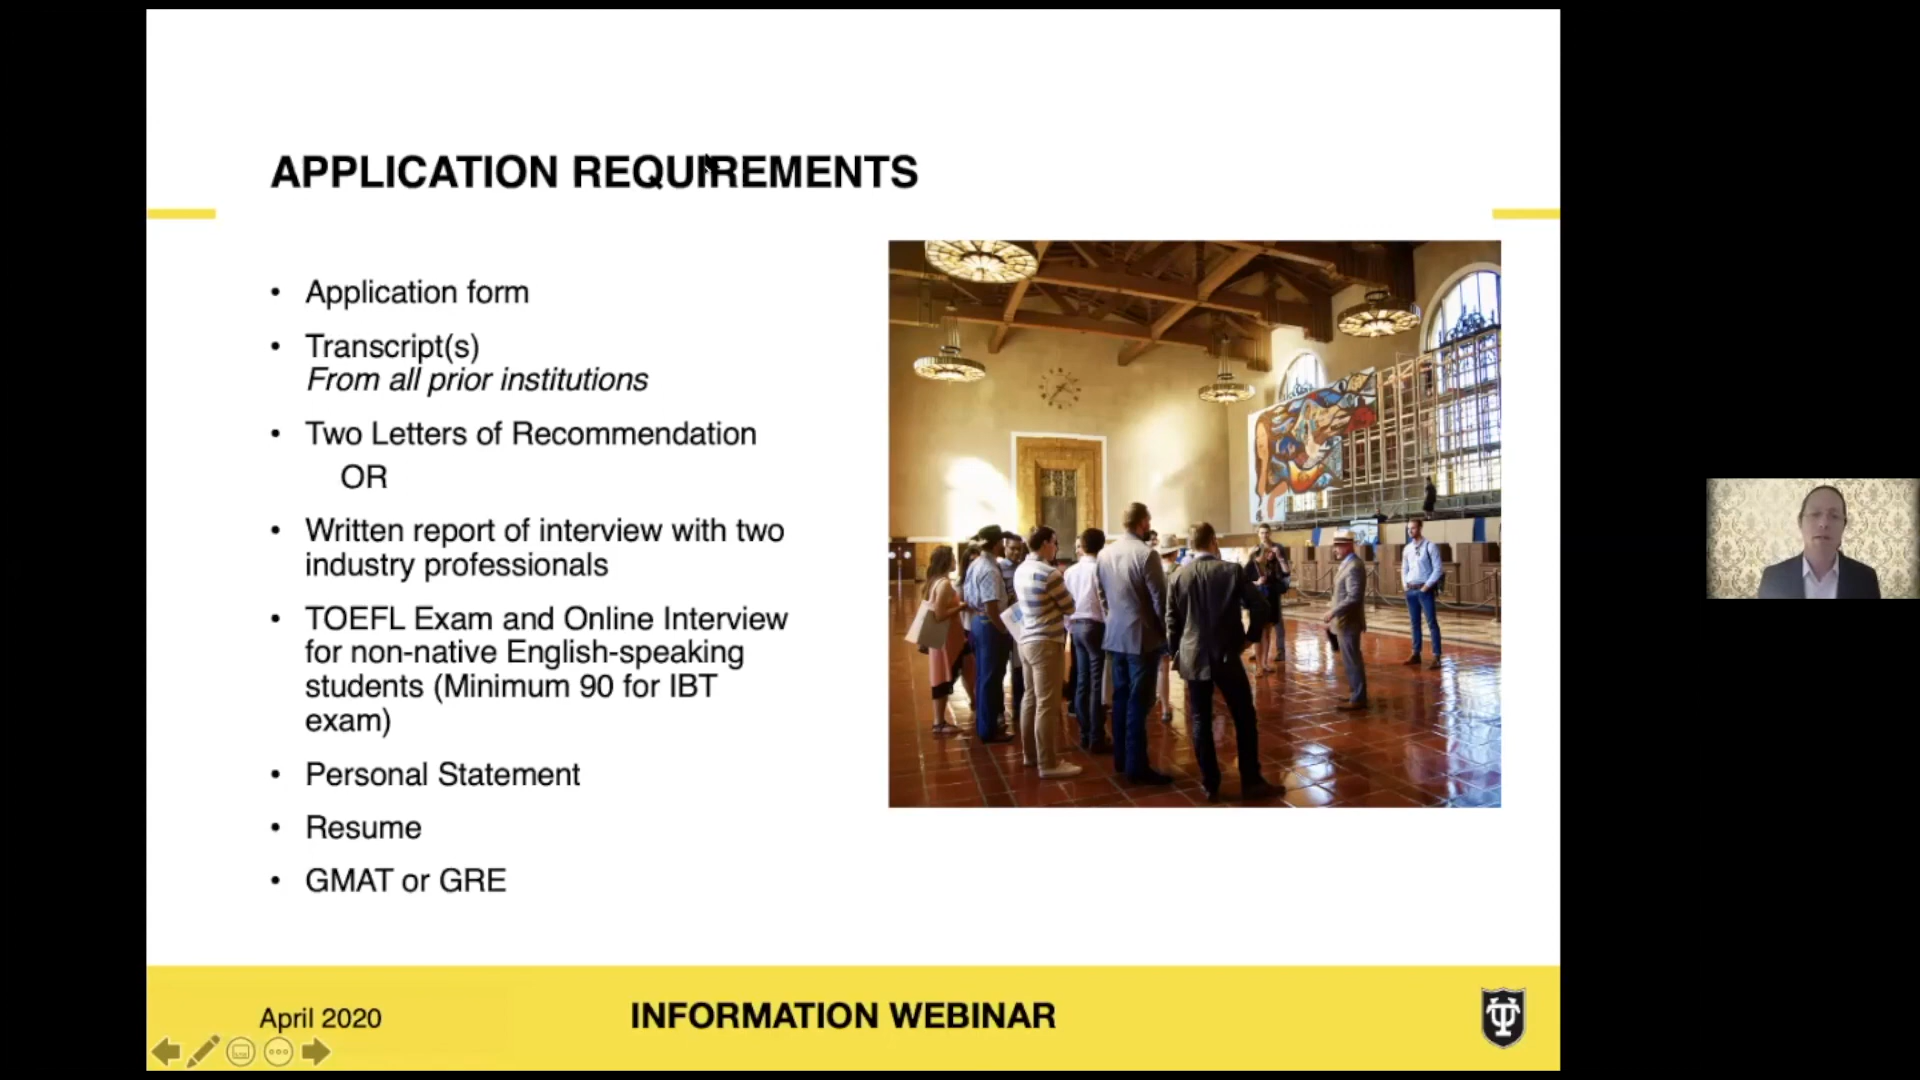 APPLICATION REQUIREMENTS
• Application form
• Transcript(s)
From all prior institutions
• Two Letters of Recommendation
OR
• Written report of interview with two
industry professionals
• TOEFL Exam and Online Interview
for non-native English-speaking
students (Minimum 90 for IBT
exam)
• Personal Statement
• Resume
• GMAT or GRE
April 2020
INFORMATION WEBINAR